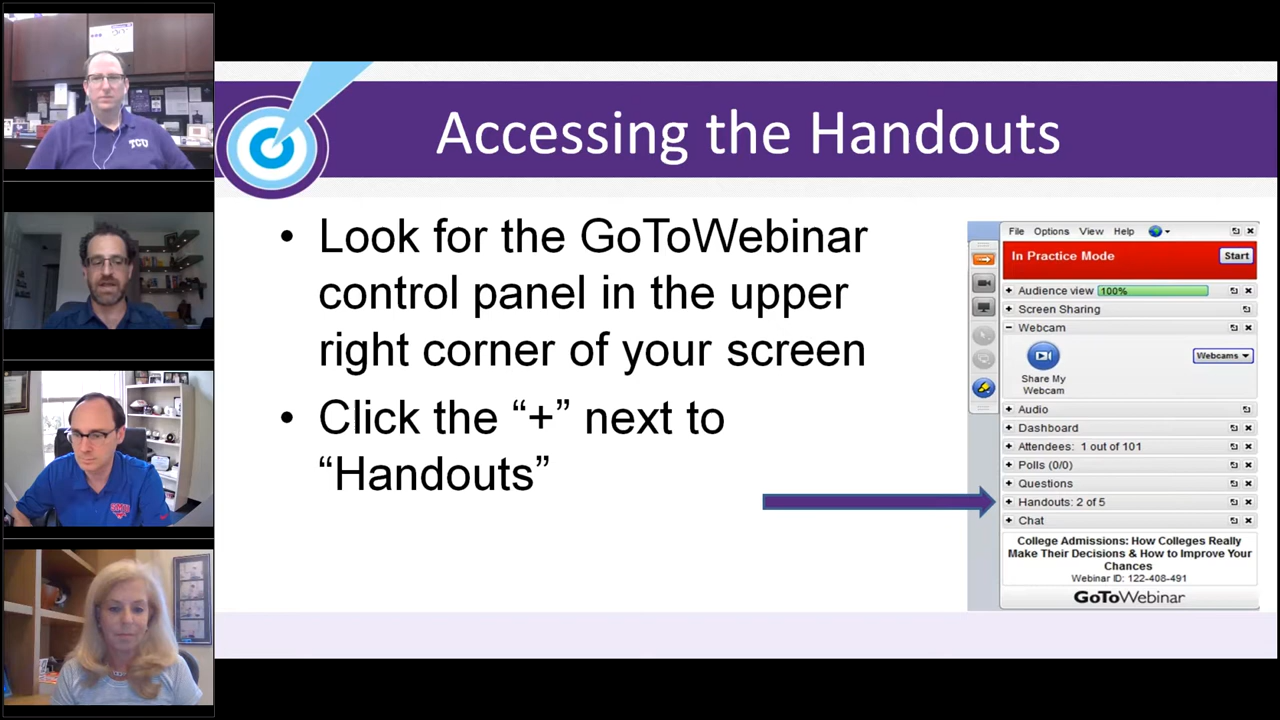 TCU
SMU
Accessing the Handouts
• Look for the GoToWebinar
control panel in the upper
right corner of your screen
• Click the “+” next to
“Handouts”
File Options View Help
In Practice Mode
Start
Audience view 100%
Screen Sharing
Webcam
Webcams
Share My
Webcam
Audio
Dashboard
Attendees: 1 out of 101
Polls (0/0)
Questions
Handouts: 2 of 5
Chat
College Admissions: How Colleges Really
Make Their Decisions & How to Improve Your
Chances
Webinar ID: 122-408-491
GoToWebinar